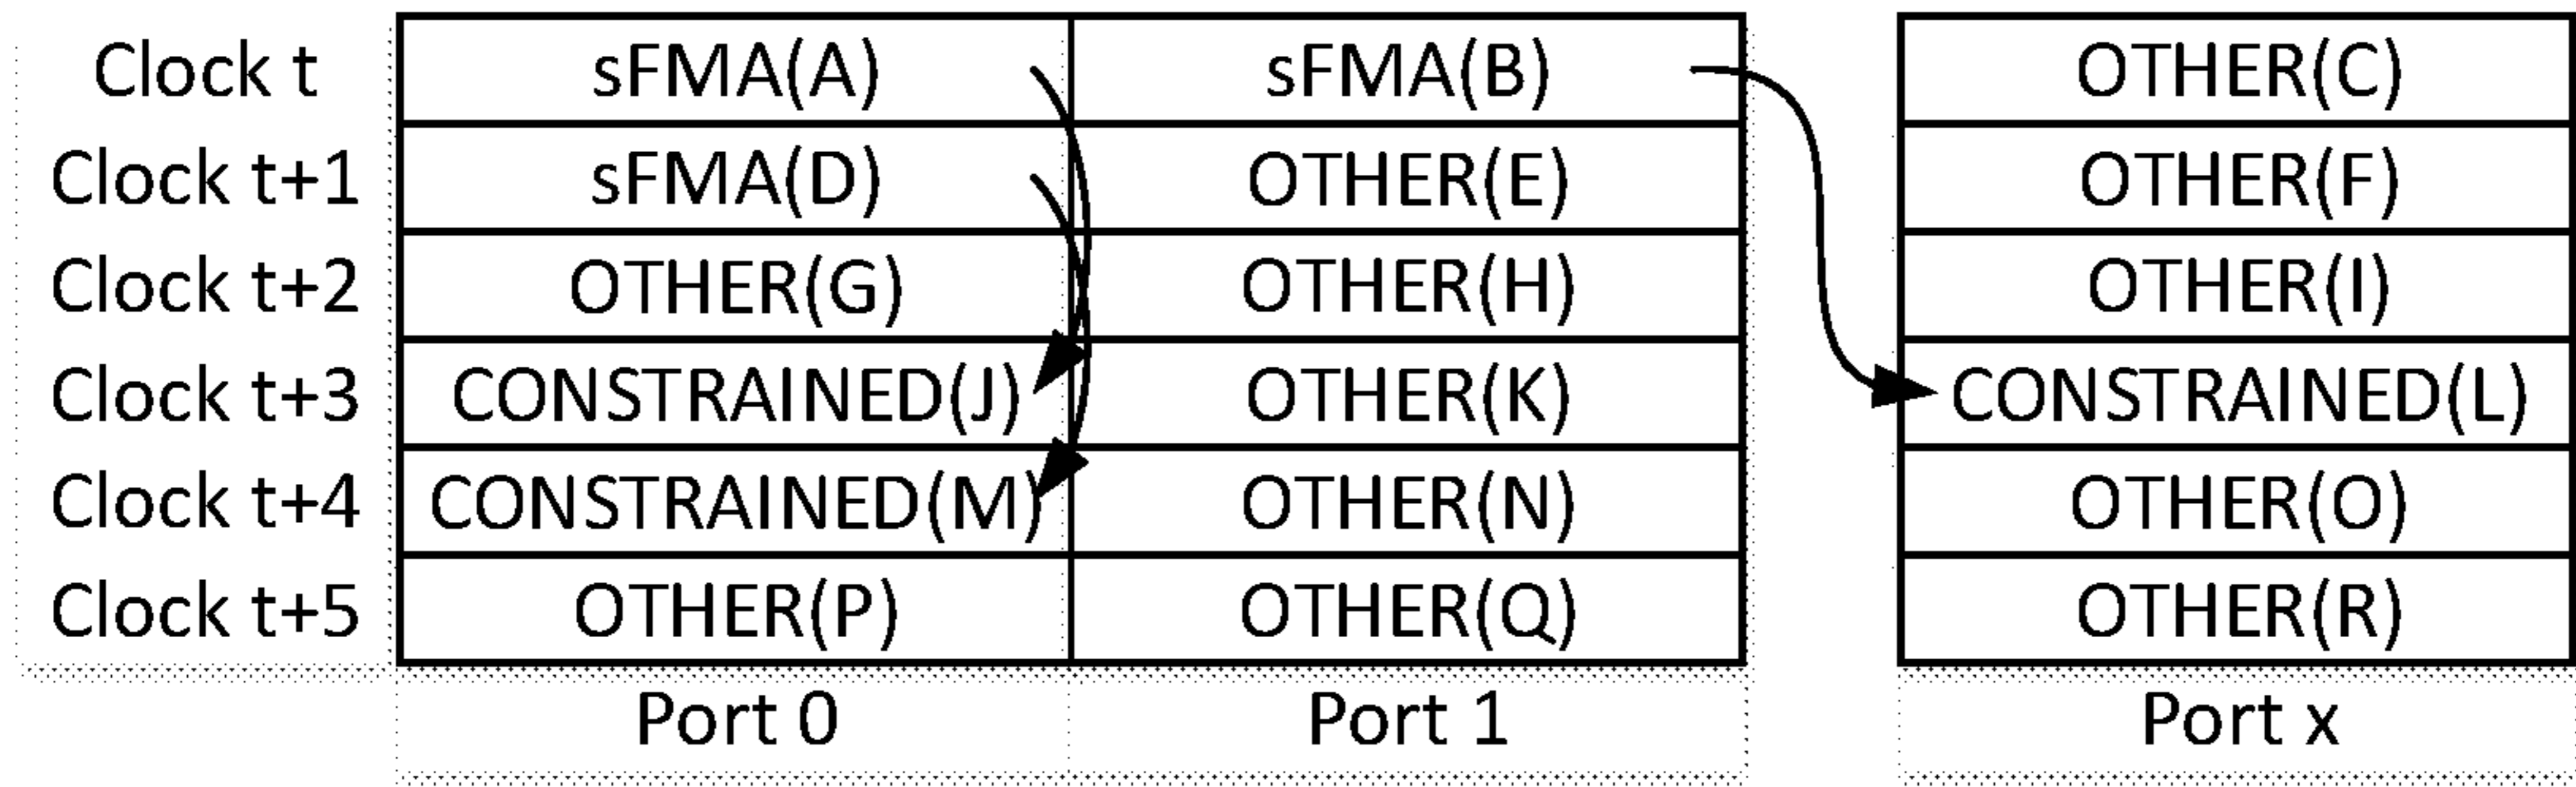 Clock t sFMA(A) sFMA(B) OTHER(C)
Clock t+1 sFMA(D) OTHER(E) OTHER(F)
Clock t+2 OTHER(G) OTHER(H) OTHER(I)
Clock t+3 CONSTRAINED(J) OTHER(K) CONSTRAINED(L)
Clock t+4 CONSTRAINED(M) OTHER(N) OTHER(O)
Clock t+5 OTHER(P) OTHER(Q) OTHER(R)
Port 0 Port 1 Port x